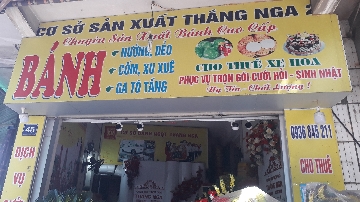 CƠ SỞ SẢN XUẤT THẮNG NGA
Chuyên Sản Xuất Bánh Quy Cấp
BÁNH
• HƯỚNG, DẺO
• CỐM, XU XUÊ
• GA TÔ TẦNG
CHO THUÊ XE HOA
PHỤC VỤ TRỌN GÓI CƯỚI HỎI - SINH NHẬT
Uy Tín - Chất Lượng !
DỊCH
VỤ
0936 845 211
CHO THUÊ